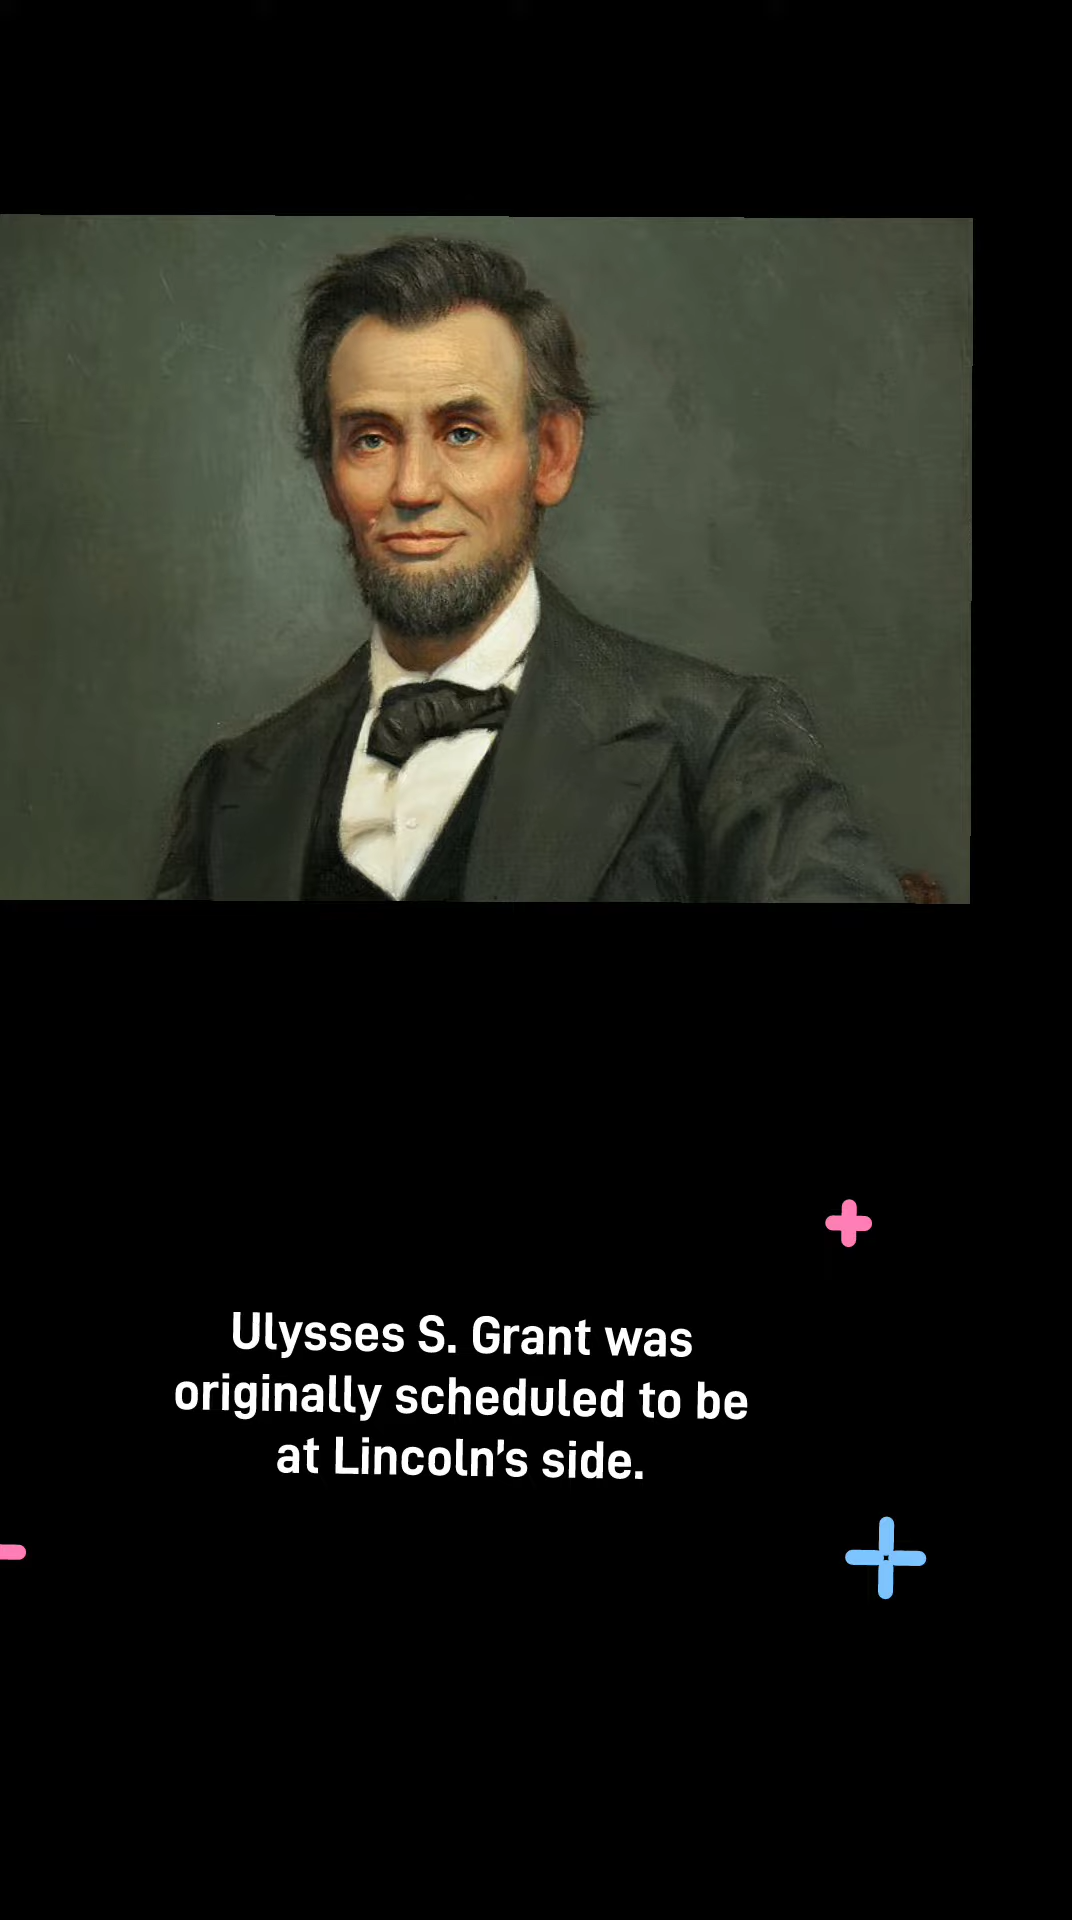 Ulysses S. Grant was
originally scheduled to be
at Lincoln's side.